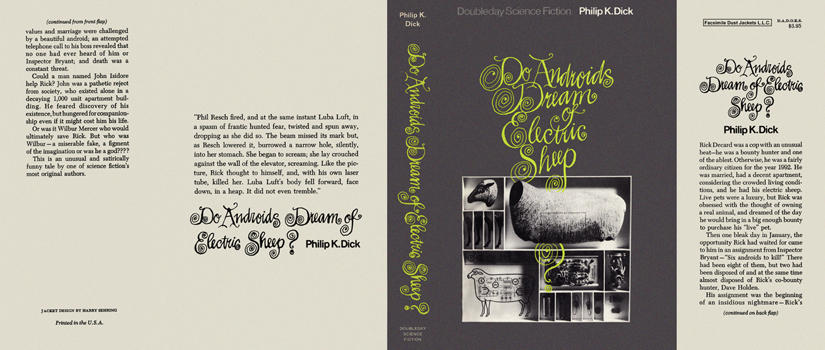 (continued from front flap)
values and marriage were challenged
by a beautiful android; an attempted
telephone call to his boss revealed that
no one had ever heard of him or
Inspector Bryant; and death was a
constant threat.
Could a man named John Isidore
help Rick? John was a pathetic reject
from society, who existed alone in a
decaying 1,000 unit apartment buil-
ding. He feared discovery of his
existence, but hungered for companion-
ship even if it might cost him his life.
Or was it Wilbur Mercer who would
ultimately save Rick. But who was
Wilbur—a miserable fake, a figment
of the imagination or was he a god????
This is an unusual and satirically
funny tale by one of science fiction's
most original authors.
JACKET DESIGN BY HARRY SEHRING
Printed in the U.S.A.
"Phil Resch fired, and at the same instant Luba Luft, in
a spasm of frantic hunted fear, twisted and spun away,
dropping as she did so. The beam missed its mark but,
as Resch lowered it, burrowed a narrow hole, silently,
into her stomach. She began to scream; she lay crouched
against the wall of the elevator, screaming. Like the pic-
ture, Rick thought to himself, and, with his own laser
tube, killed her. Luba Luft's body fell forward, face
down, in a heap. It did not even tremble."
Do Androids Dream of
Electric Sheep? Philip K. Dick
Philip K.
Dick
Do Androids Dream of Electric Sheep?
DOUBLEDAY
SCIENCE
FICTION
Doubleday Science Fiction Philip K. Dick
Do Androids
Dream of
Electric
Sheep
?
Facsimile Dust Jackets L.L.C.
D.A.D.O.E.S.
$3.95
Do Androids
Dream of Electric
Sheep?
Philip K. Dick
Rick Decard was a cop with an unusual
beat—he was a bounty hunter and one
of the ablest. Otherwise, he was a fairly
ordinary citizen for the year 1992. He
was married, had a decent apartment,
considering the crowded living condi-
tions, and he had his electric sheep.
Live pets were a luxury, but Rick was
obsessed with the thought of owning
a real animal, and dreamed of the day
he would bring in a big enough bounty
to purchase his "live" pet.
Then one bleak day in January, the
opportunity Rick had waited for came
to him in an assignment from Inspector
Bryant—"Six androids to kill!" There
had been eight of them, but two had
been disposed of and at the same time
almost disposed of Rick's co-bounty
hunter, Dave Holden.
His assignment was the beginning
of an insidious nightmare—Rick's
(continued on back flap)